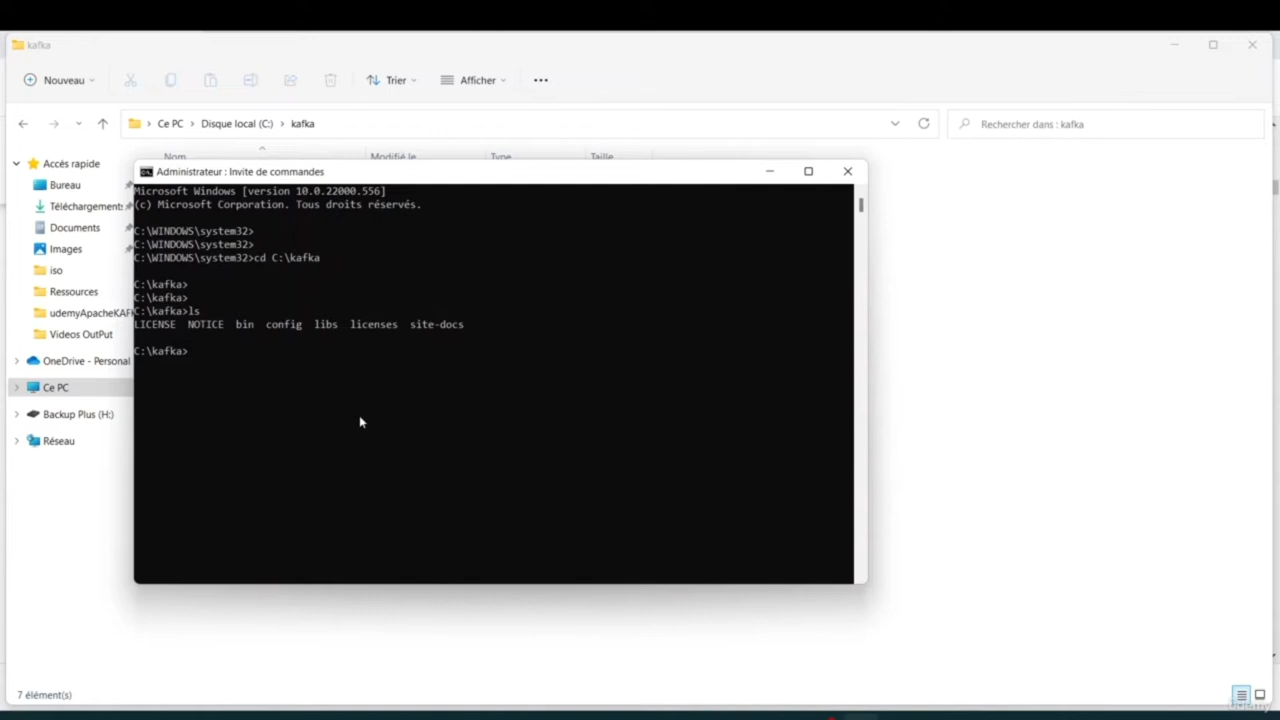 kafka
Nouveau
Trier
Afficher
Ce PC > Disque local (C:) > kafka
Rechercher dans : kafka
Nom Modifié le Type Taille
Accès rapide
Bureau
Téléchargements
Documents
Images
iso
Ressources
udemyApacheKAF
Videos OutPut
OneDrive - Personal
Ce PC
Backup Plus (H:)
Réseau
Administrateur : Invite de commandes
Microsoft Windows [version 10.0.22000.556]
(c) Microsoft Corporation. Tous droits réservés.
C:\WINDOWS\system32>
C:\WINDOWS\system32>
C:\WINDOWS\system32>cd C:\kafka
C:\kafka>
C:\kafka>
C:\kafka>ls
LICENSE NOTICE bin config libs licenses site-docs
C:\kafka>
7 élément(s)
udemy